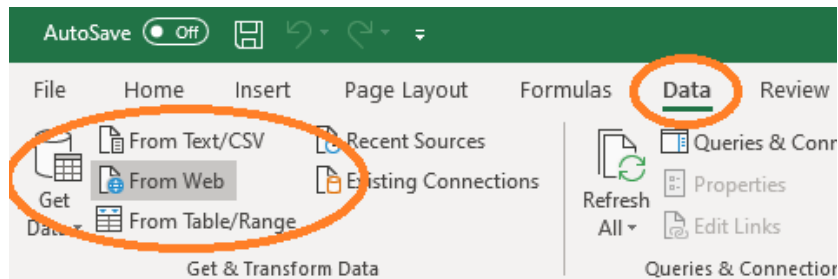 AutoSave Off
File Home Insert Page Layout Formulas Data Review
From Text/CSV Recent Sources
From Web Existing Connections
From Table/Range
Get
Data
Refresh
All
Queries & Conn
Properties
Edit Links
Get & Transform Data Queries & Connection